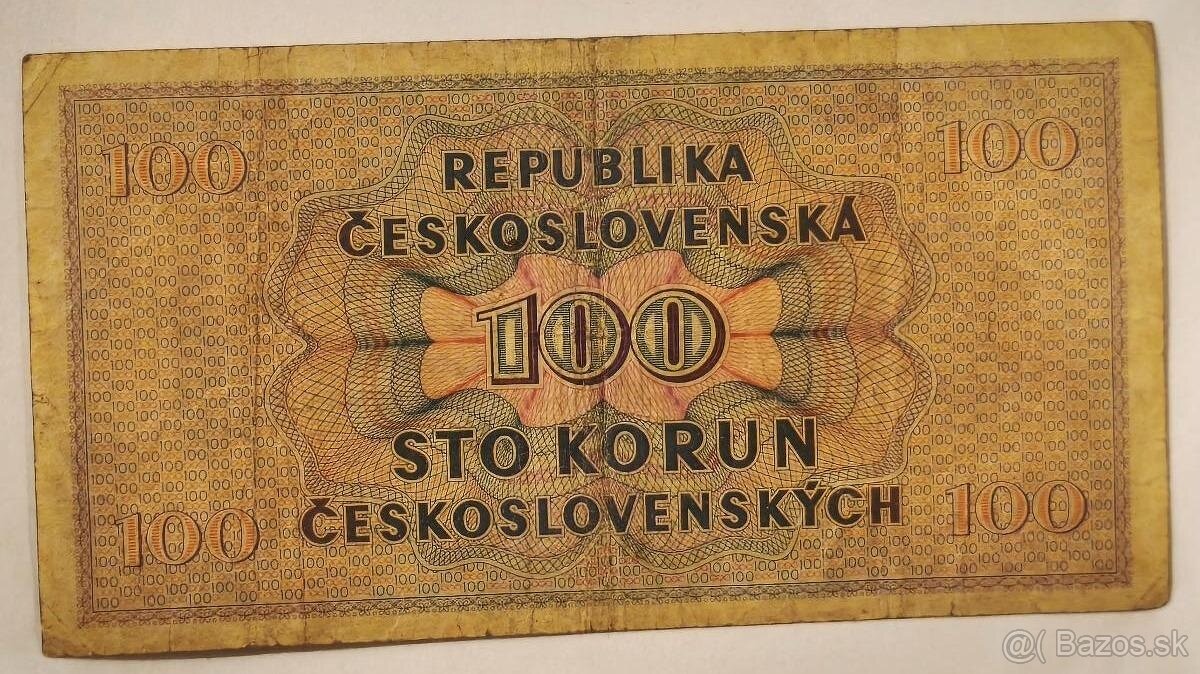 100 100
REPUBLIKA
ČESKOSLOVENSKÁ
100
STO KORUN
ČESKOSLOVENSKÝCH
100 100
@( Bazos.sk